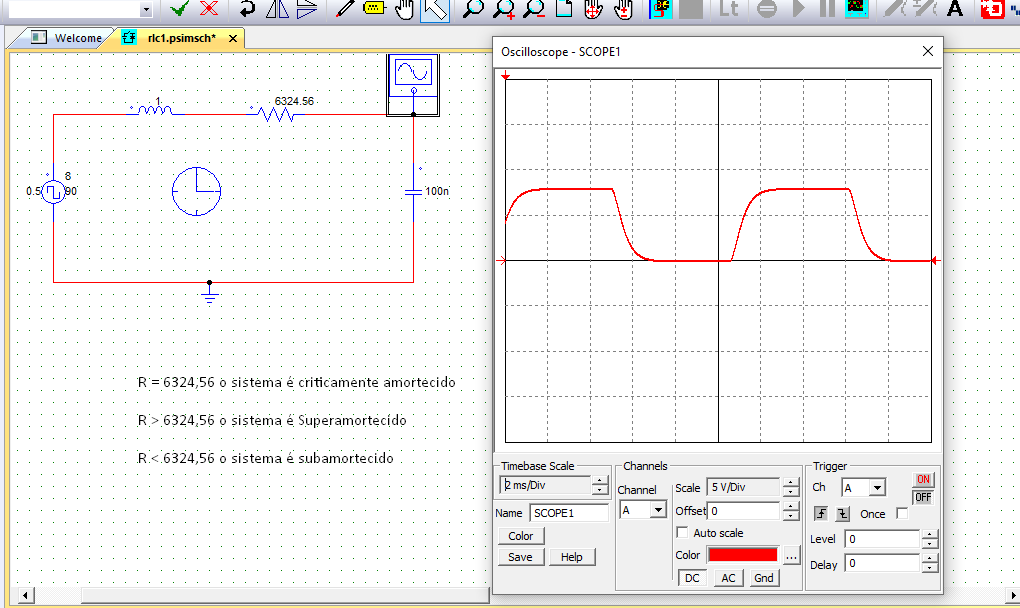 Lt
A
Welcome
rlc1.psimsch*
1
6324.56
8
0.5
90
100n
R = 6324,56 o sistema é criticamente amortecido
R > 6324,56 o sistema é Superamortecído
R < 6324,56 o sistema é subamortecido
Oscilloscope - SCOPE1
Timebase Scale
2 ms/Div
Name
SCOPE1
Color
Save
Help
Channels
Channel
A
Scale
5 V/Div
Offset
0
Auto scale
Color
...
DC
AC
Gnd
Trigger
Ch
A
ON
OFF
Once
Level
0
Delay
0